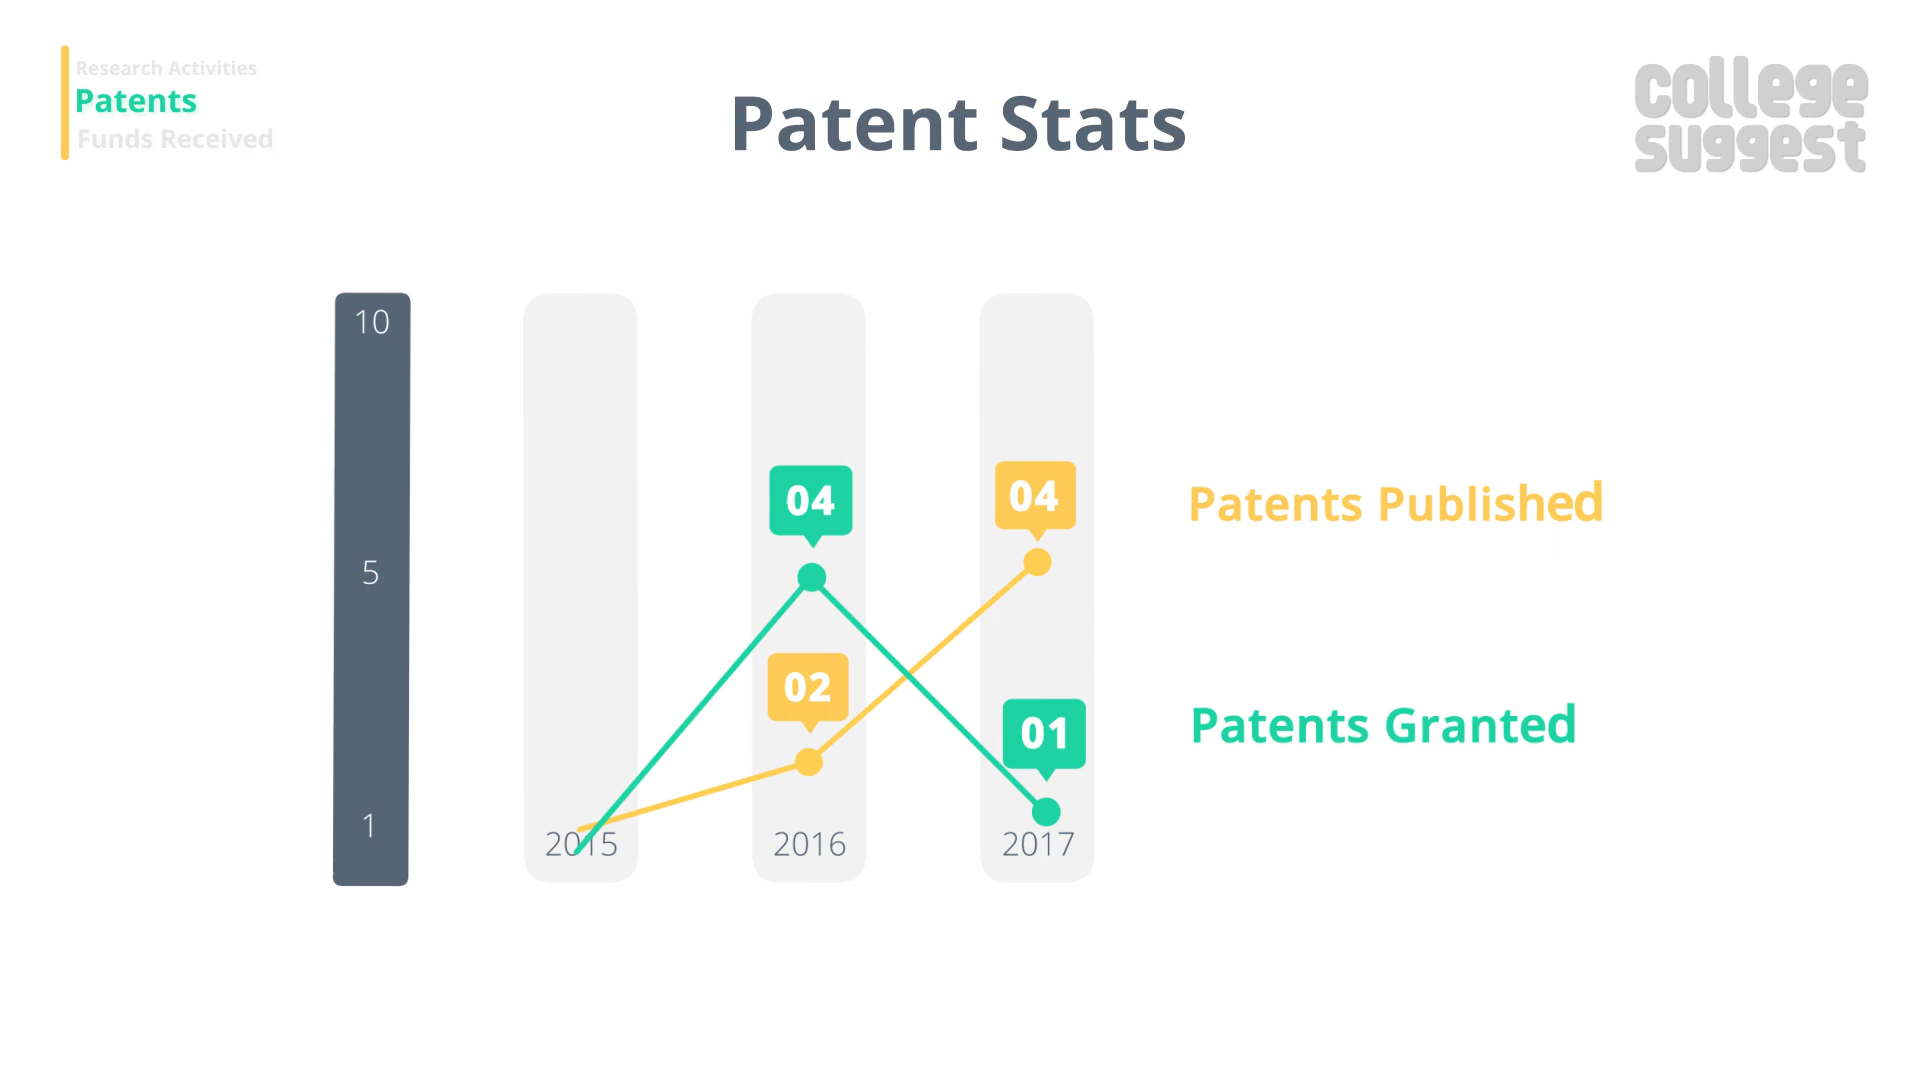 Research Activities
Patents
Funds Received
Patent Stats
college
suggest
10
5
1
04
04
02
01
2015
2016
2017
Patents Published
Patents Granted